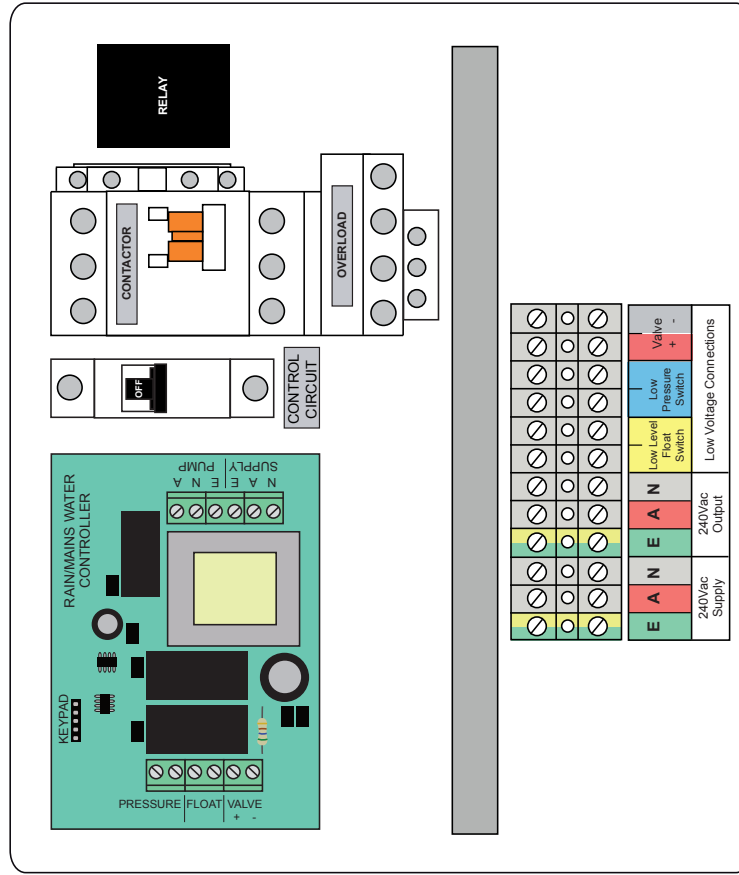 RELAY
CONTACTOR
OVERLOAD
OFF
CONTROL
CIRCUIT
RAIN/MAINS WATER
CONTROLLER
KEYPAD
A N E E A N
PUMP SUPPLY
PRESSURE FLOAT VALVE
+ -
E A N E A N
240Vac
Supply
240Vac
Output
Low Level
Float
Switch
Low
Pressure
Switch
Valve
+ -
Low Voltage Connections